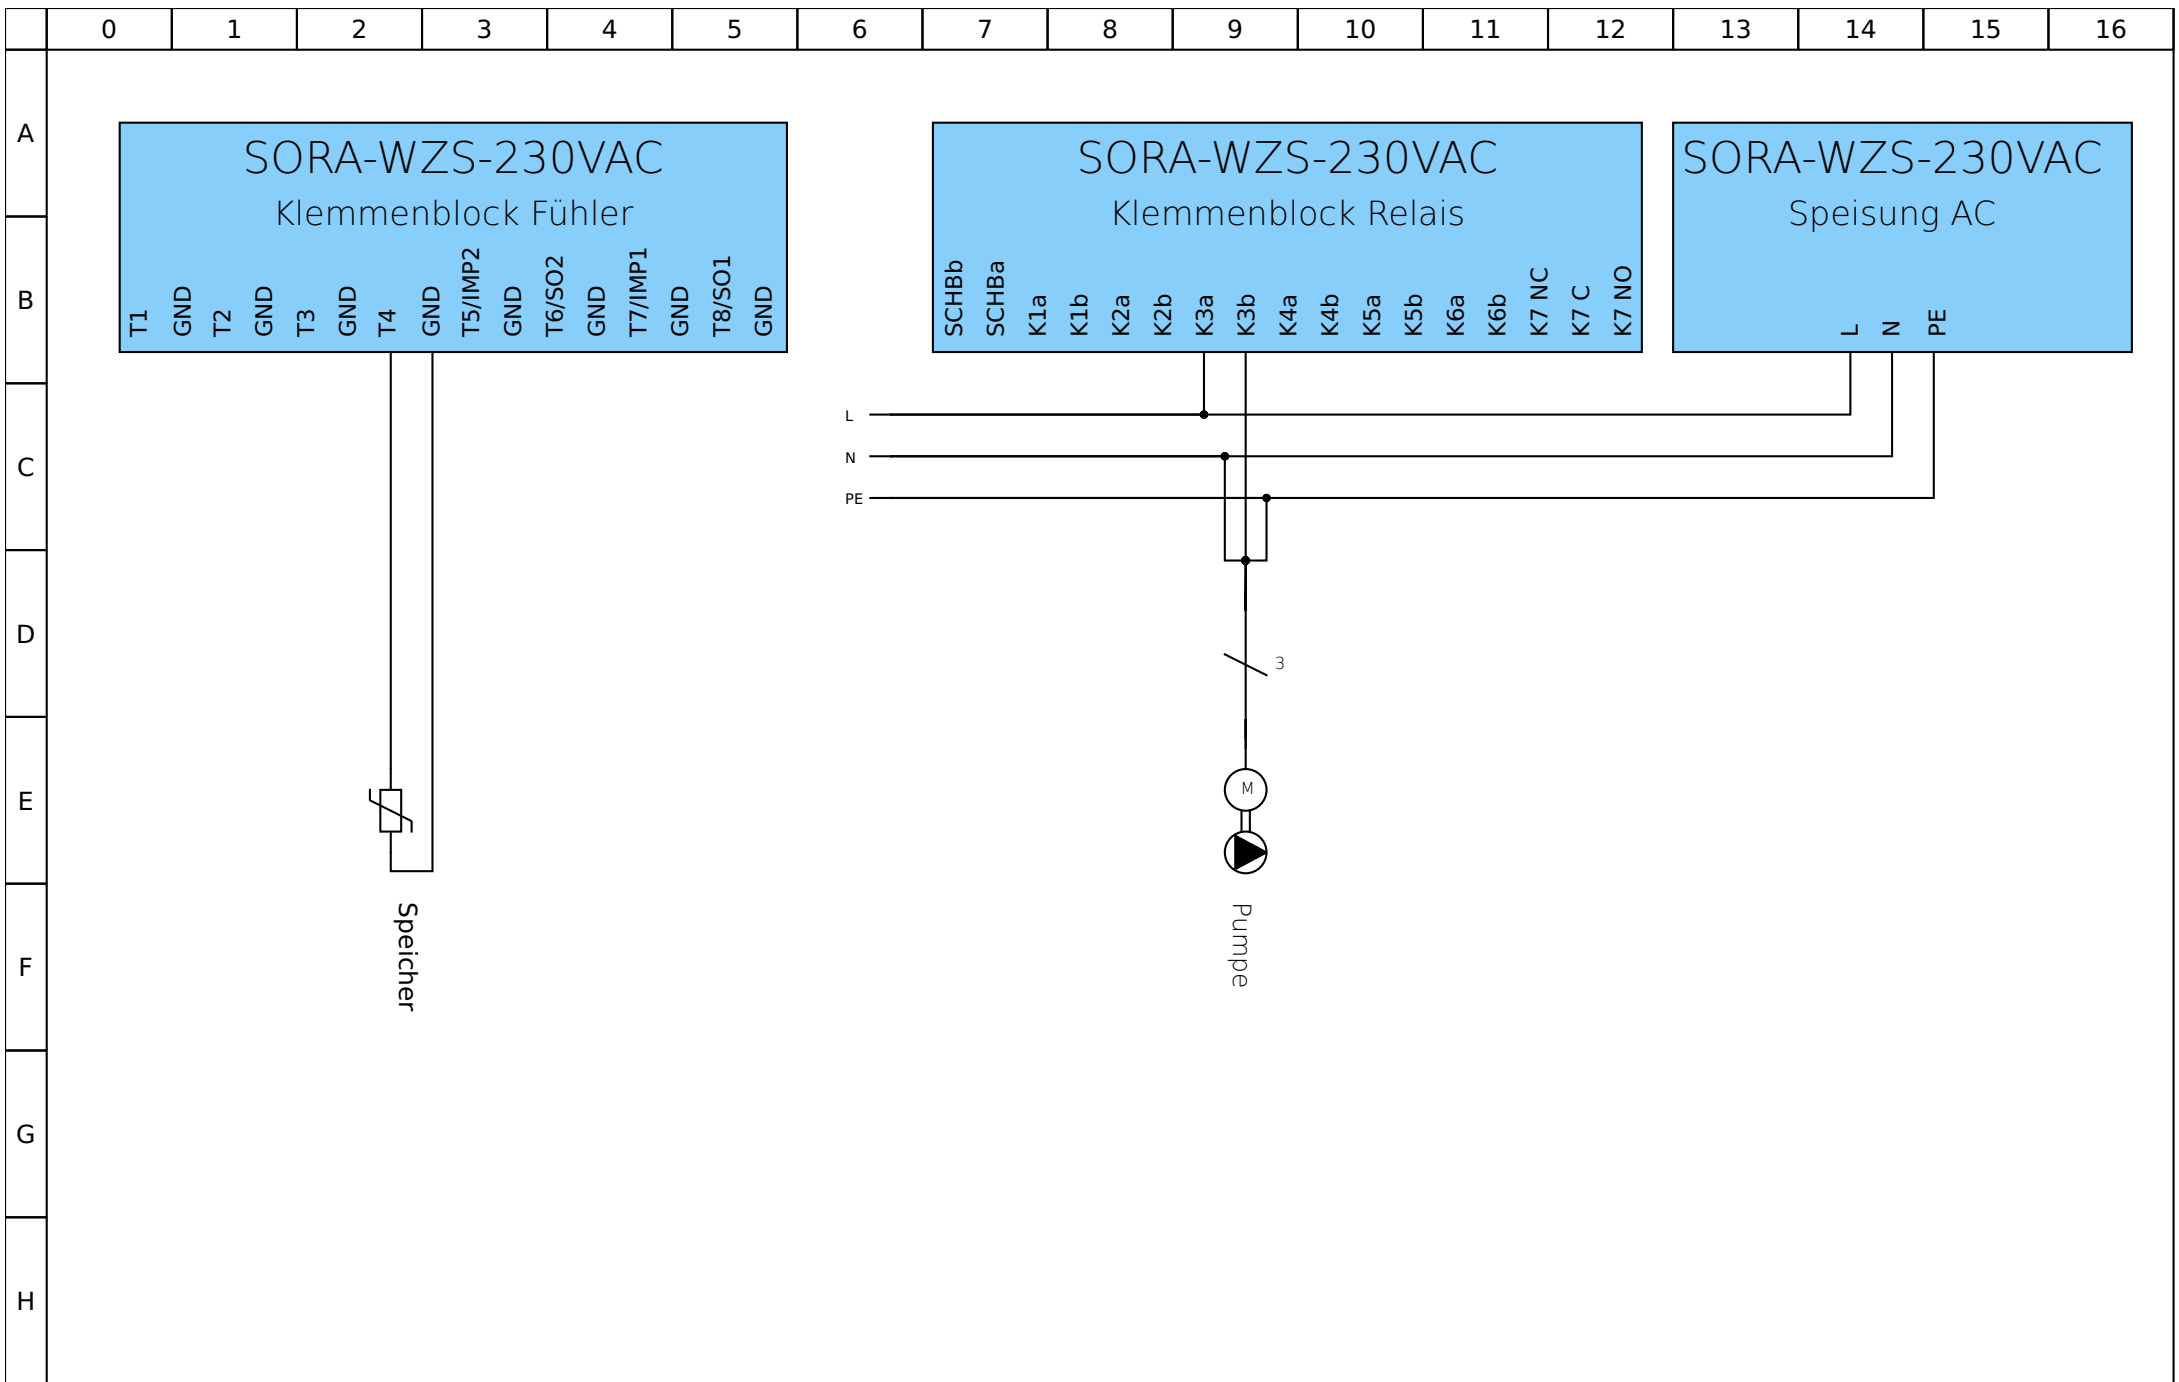 0 1 2 3 4 5 6 7 8 9 10 11 12 13 14 15 16
A
SORA-WZS-230VAC
Klemmenblock Fühler
SORA-WZS-230VAC
Klemmenblock Relais
SORA-WZS-230VAC
Speisung AC
B
T1
GND
T2
GND
T3
GND
T4
GND
T5/IMP2
GND
T6/SO2
GND
T7/IMP1
GND
T8/SO1
GND
SCHBb
SCHBa
K1a
K1b
K2a
K2b
K3a
K3b
K4a
K4b
K5a
K5b
K6a
K6b
K7 NC
K7 C
K7 NO
L
N
PE
C
L
N
PE
D
3
E
M
F
Speicher
Pumpe
G
H